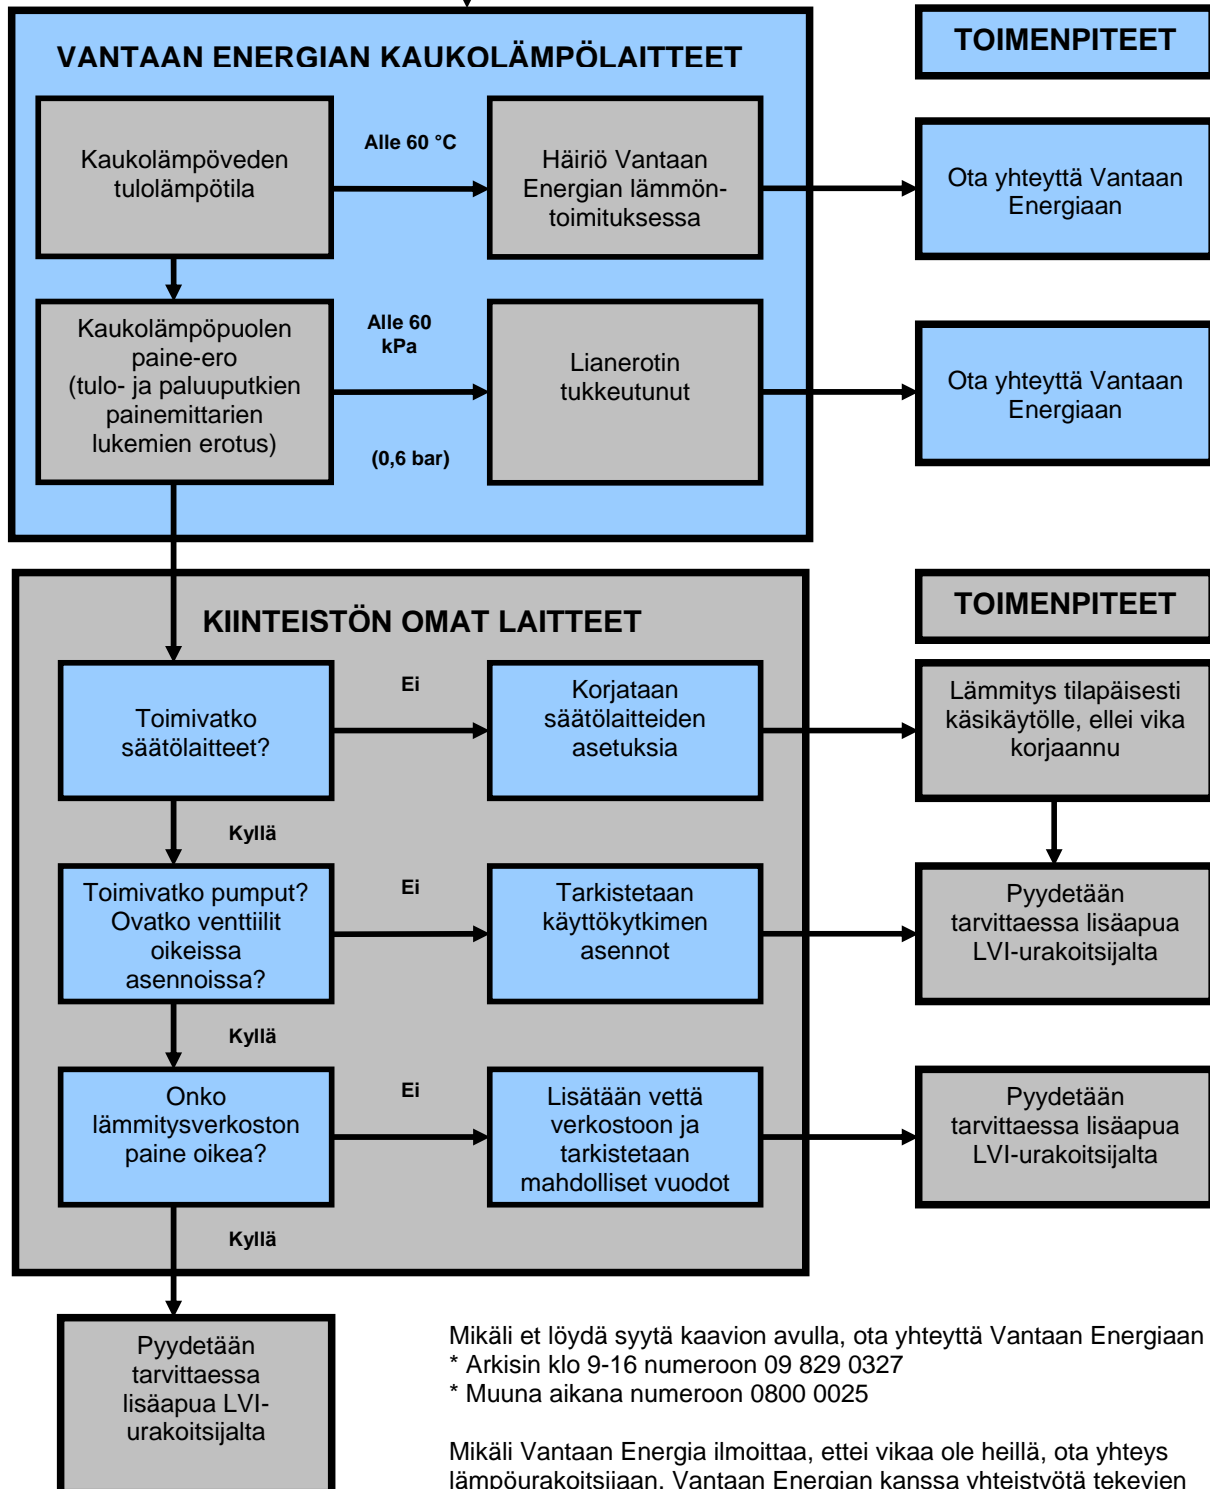 VANTAAN ENERGIAN KAUKOLÄMPÖLAITTEET
TOIMENPITEET
Kaukolämpöveden
tulolämpötila
Alle 60 °C
Häiriö Vantaan
Energian lämmön-
toimituksessa
Ota yhteyttä Vantaan
Energiaan
Kaukolämpöpuolen
paine-ero
(tulo- ja paluuputkien
painemittarien
lukemien erotus)
Alle 60
kPa
(0,6 bar)
Lianerotin
tukkeutunut
Ota yhteyttä Vantaan
Energiaan
KIINTEISTÖN OMAT LAITTEET
TOIMENPITEET
Toimivatko
säätölaitteet?
Ei
Korjataan
säätölaitteiden
asetuksia
Lämmitys tilapäisesti
käsikäytölle, ellei vika
korjaannu
Kyllä
Toimivatko pumput?
Ovatko venttiilit
oikeissa
asennoissa?
Ei
Tarkistetaan
käyttökytkimen
asennot
Pyydetään
tarvittaessa lisäapua
LVI-urakoitsijalta
Kyllä
Onko
lämmitysverkoston
paine oikea?
Ei
Lisätään vettä
verkostoon ja
tarkistetaan
mahdolliset vuodot
Pyydetään
tarvittaessa lisäapua
LVI-urakoitsijalta
Kyllä
Pyydetään
tarvittaessa
lisäapua LVI-
urakoitsijalta
Mikäli et löydä syytä kaavion avulla, ota yhteyttä Vantaan Energiaan
* Arkisin klo 9-16 numeroon 09 829 0327
* Muuna aikana numeroon 0800 0025
Mikäli Vantaan Energia ilmoittaa, ettei vikaa ole heillä, ota yhteys
lämpöurakoitsijaan. Vantaan Energian kanssa yhteistyötä tekevien